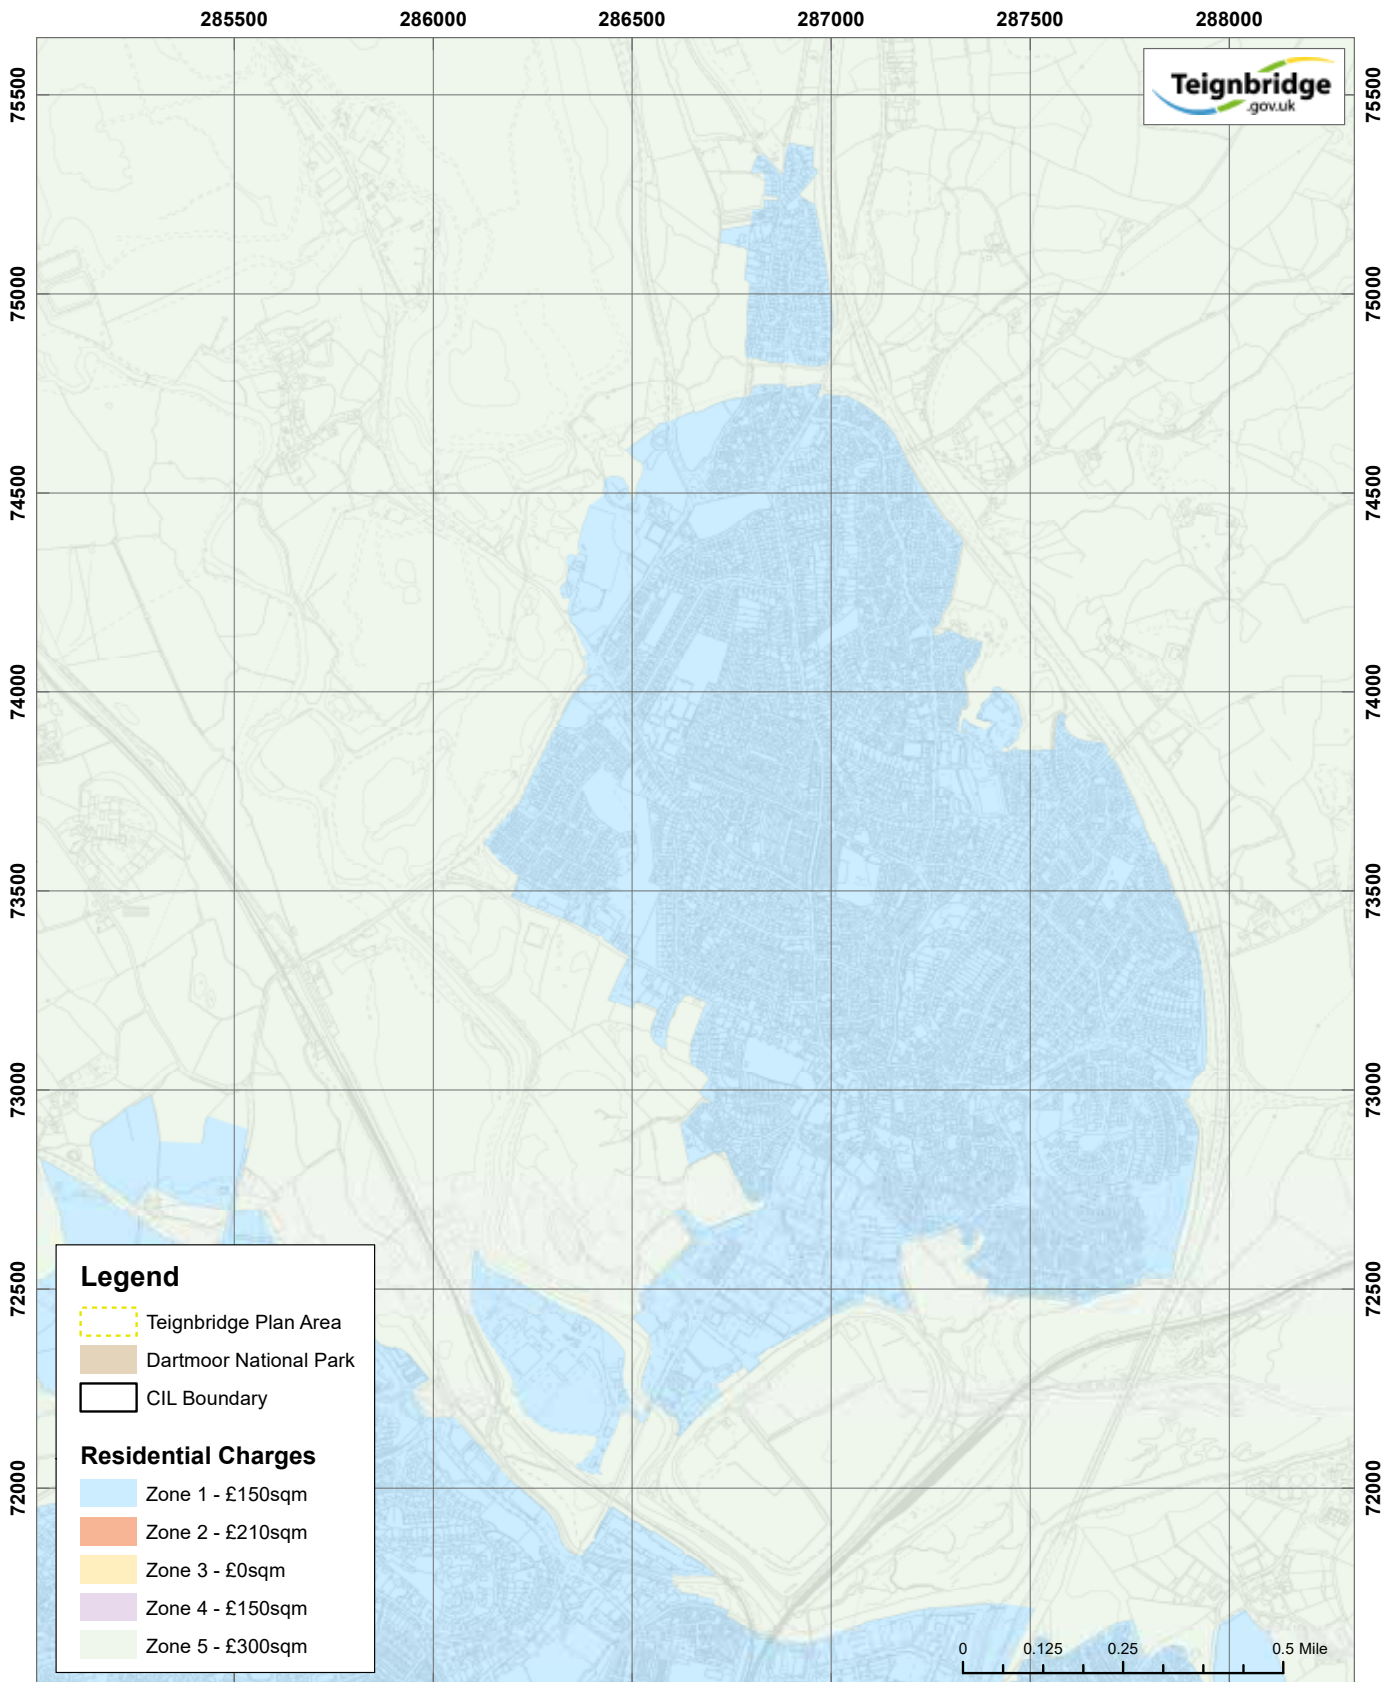 285500 286000 286500 287000 287500 288000
Teignbridge
.gov.uk
75500 75500
75000 75000
74500 74500
74000 74000
73500 73500
73000 73000
72500 72500
72000 72000
Legend
Teignbridge Plan Area
Dartmoor National Park
CIL Boundary
Residential Charges
Zone 1 - £150sqm
Zone 2 - £210sqm
Zone 3 - £0sqm
Zone 4 - £150sqm
Zone 5 - £300sqm
0 0.125 0.25 0.5 Mile